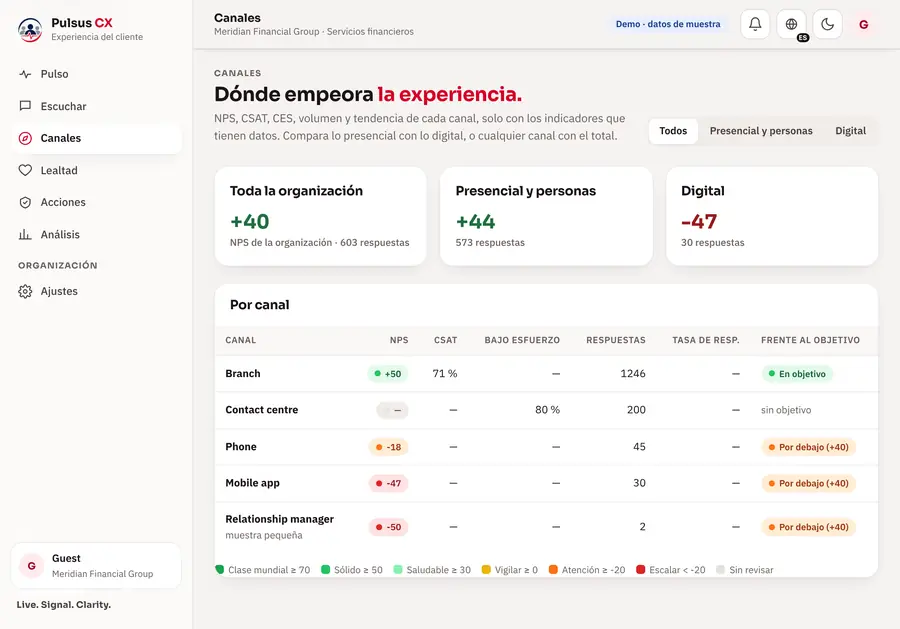 Pulsus CX
Experiencia del cliente
Pulso
Escuchar
Canales
Lealtad
Acciones
Análisis
ORGANIZACIÓN
Ajustes
G
Guest
Meridian Financial Group
Live. Signal. Clarity.
Canales
Meridian Financial Group · Servicios financieros
Demo · datos de muestra
ES
G
CANALES
Dónde empeora la experiencia.
NPS, CSAT, CES, volumen y tendencia de cada canal, solo con los indicadores que
tienen datos. Compara lo presencial con lo digital, o cualquier canal con el total.
Todos Presencial y personas Digital
Toda la organización
+40
NPS de la organización · 603 respuestas
Presencial y personas
+44
573 respuestas
Digital
-47
30 respuestas
Por canal
CANAL NPS CSAT BAJO ESFUERZO RESPUESTAS TASA DE RESP. FRENTE AL OBJETIVO
Branch +50 71 % — 1246 — En objetivo
Contact centre — — 80 % 200 — sin objetivo
Phone -18 — — 45 — Por debajo (+40)
Mobile app -47 — — 30 — Por debajo (+40)
Relationship manager -50 — — 2 — Por debajo (+40)
muestra pequeña
Clase mundial ≥ 70 Sólido ≥ 50 Saludable ≥ 30 Vigilar ≥ 0 Atención ≥ -20 Escalar < -20 Sin revisar